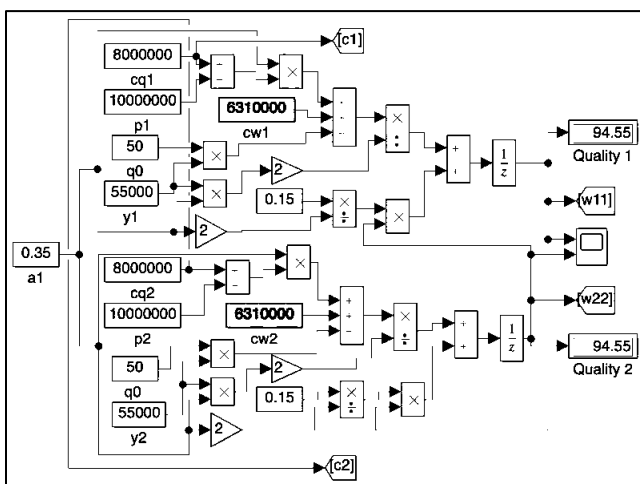 [c1]
8000000
cq1
10000000
p1
6310000
cw1
50
q0
55000
y1
2
0.15
2
94.55
Quality 1
[w11]
0.35
a1
8000000
cq2
10000000
p2
6310000
cw2
1
z
1
z
[w22]
94.55
Quality 2
50
q0
55000
y2
2
0.15
2
[c2]